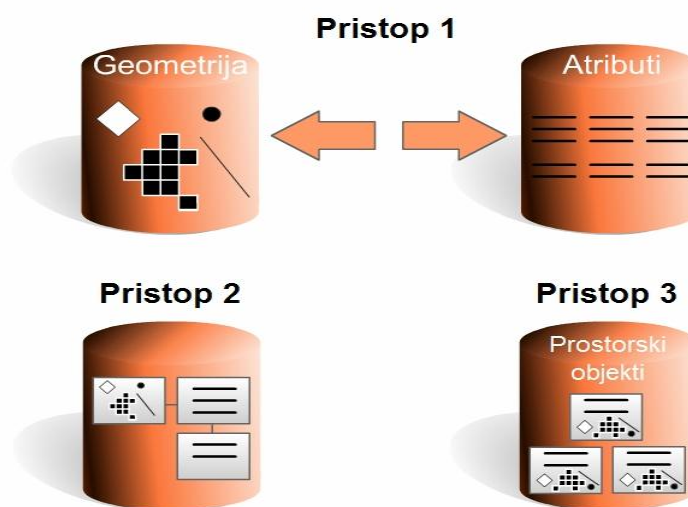 Pristop 1
Geometrija
Atributi
Pristop 2
Pristop 3
Prostorski
objekti